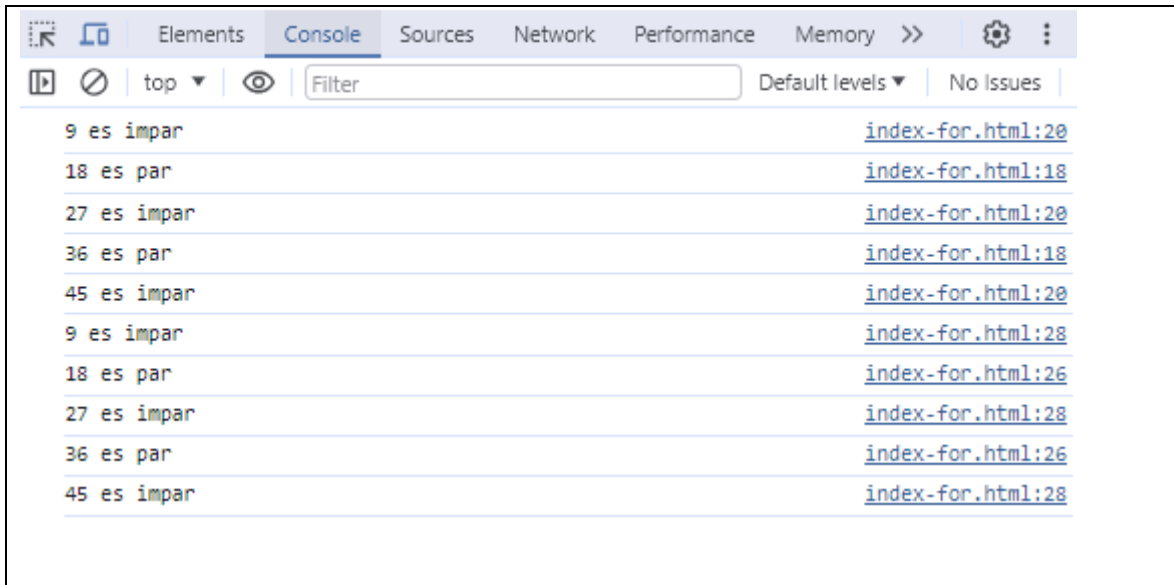 Elements Console Sources Network Performance Memory >>
top ▼ Filter Default levels ▼ No Issues
9 es impar index-for.html:20
18 es par index-for.html:18
27 es impar index-for.html:20
36 es par index-for.html:18
45 es impar index-for.html:20
9 es impar index-for.html:28
18 es par index-for.html:26
27 es impar index-for.html:28
36 es par index-for.html:26
45 es impar index-for.html:28